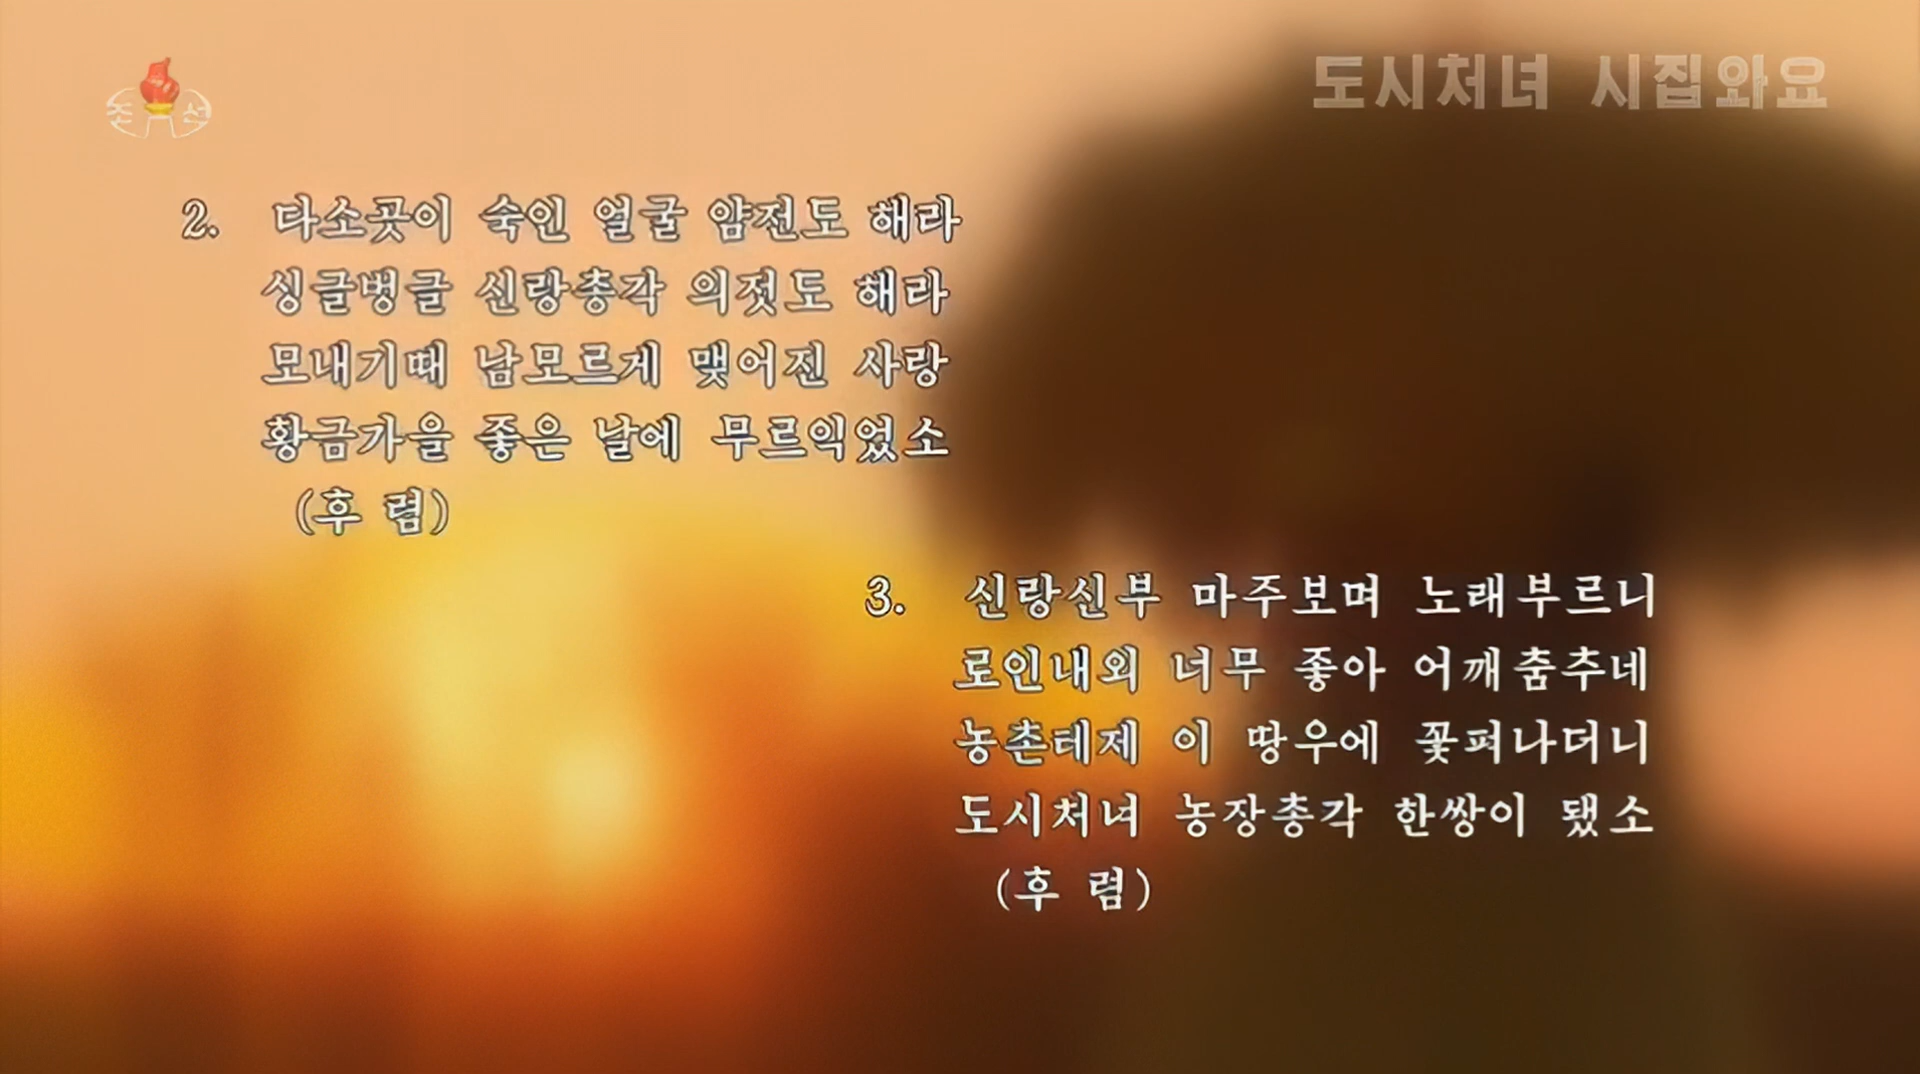 조선
도시처녀 시집와요
2. 다소곳이 숙인 얼굴 얌전도 해라
싱글벙글 신랑총각 의젓도 해라
모내기때 남모르게 맺어진 사랑
황금가을 좋은 날에 무르익었소
(후 렴)
3. 신랑신부 마주보며 노래부르니
로인내외 너무 좋아 어깨춤추네
농촌테제 이 땅우에 꽃펴나더니
도시처녀 농장총각 한쌍이 됐소
(후 렴)